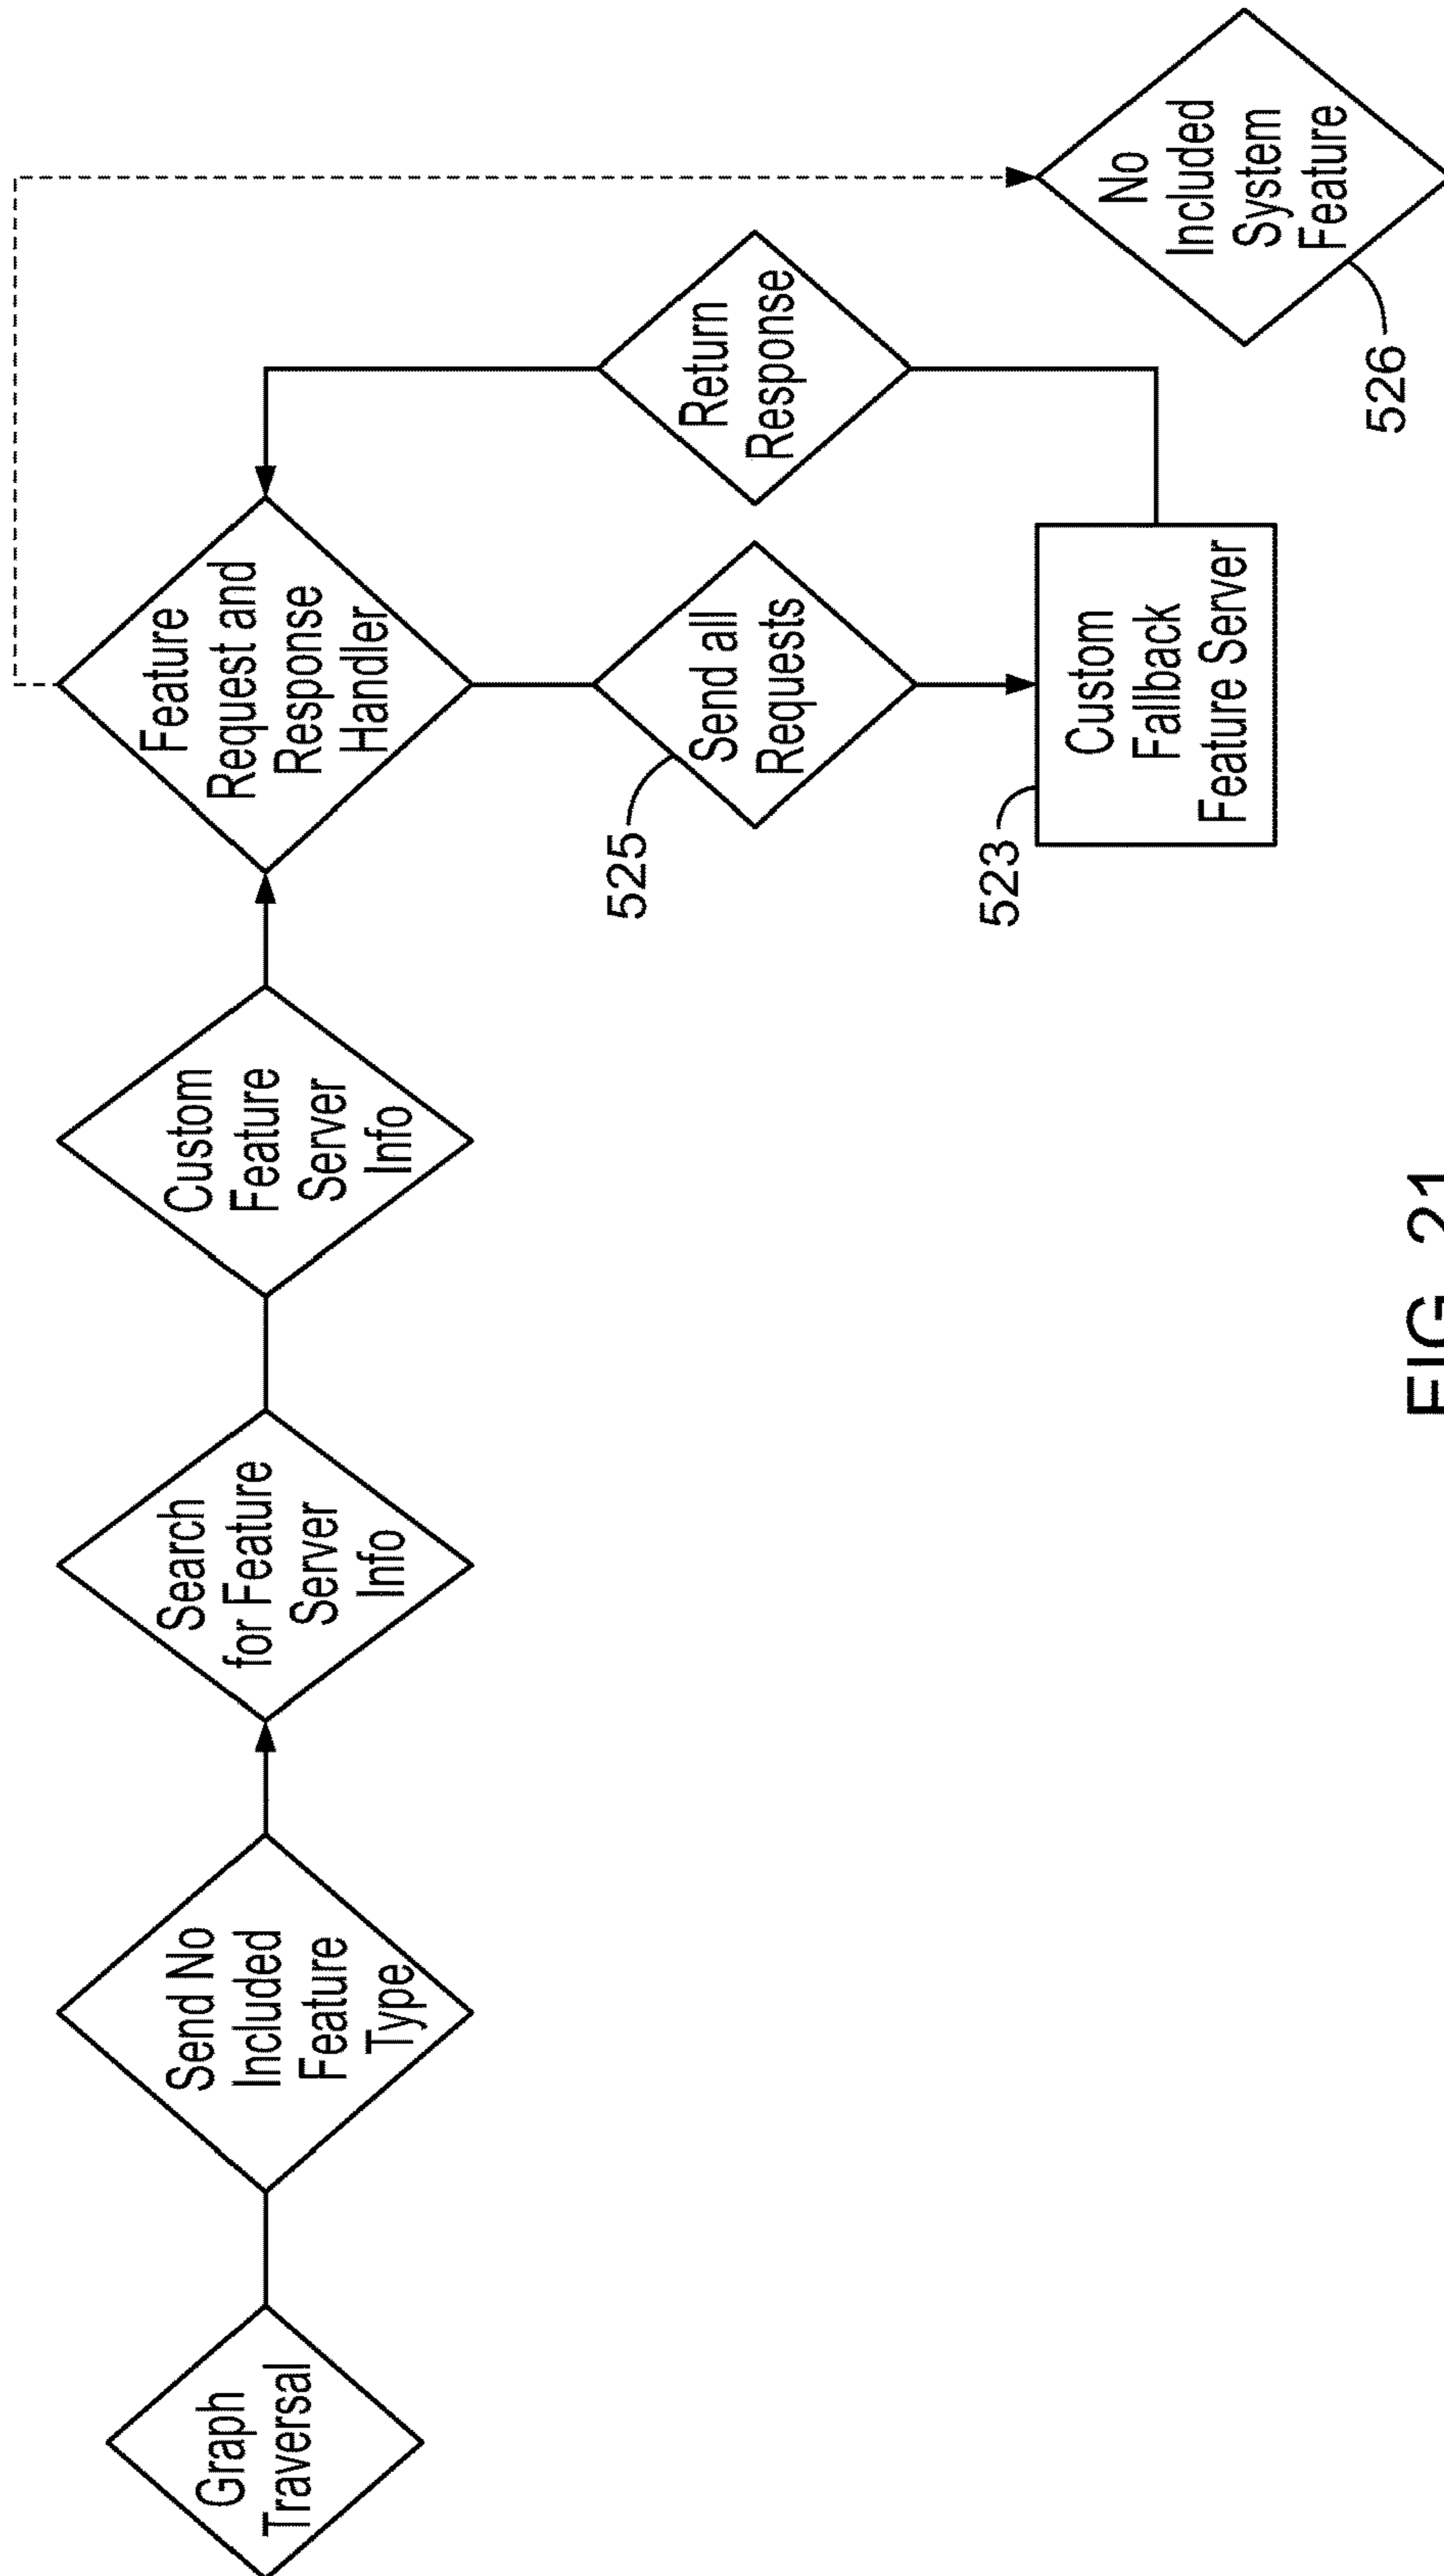 Graph
Traversal
Send No
Included
Feature
Type
Search
for Feature
Server
Info
Custom
Feature
Server
Info
Feature
Request and
Response
Handler
525
Send all
Requests
523
Custom
Fallback
Feature Server
Return
Response
No
Included
System
Feature
526
FIG. 21